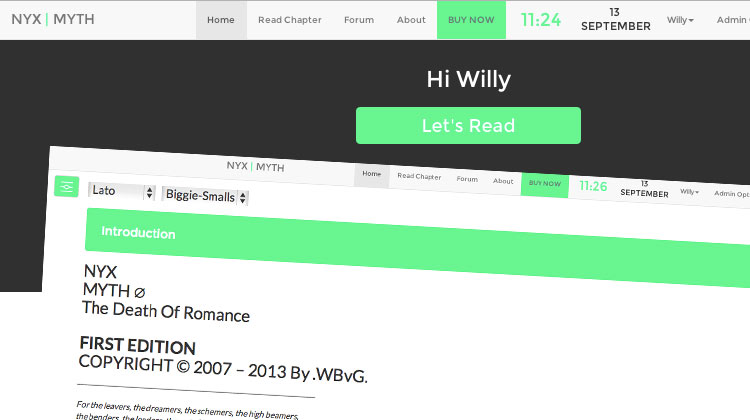 NYX | MYTH Home Read Chapter Forum About BUY NOW 11:24 13 SEPTEMBER Willy Admin
Hi Willy
Let's Read
NYX | MYTH Home Read Chapter Forum About BUY NOW 11:26 13 SEPTEMBER Willy Admin
Lato Biggie-Smalls
Introduction
NYX
MYTH ∅
The Death Of Romance
FIRST EDITION
COPYRIGHT © 2007 – 2013 By .WBvG.
For the leavers, the dreamers, the schemers, the high beamers,
the benders, the